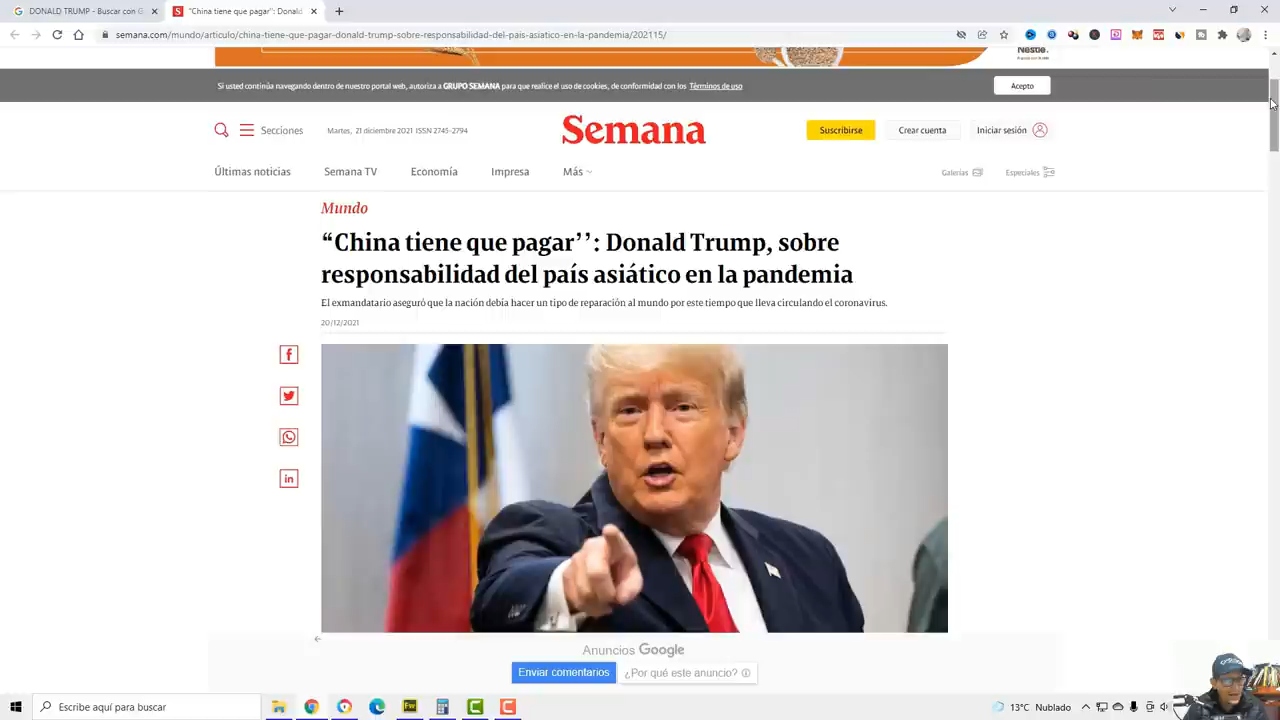 DONALD TRUMP - Buscar con G
"China tiene que pagar": Donal
semana.com/mundo/articulo/china-tiene-que-pagar-donald-trump-sobre-responsabilidad-del-pais-asiatico-en-la-pandemia/202115/
Nestlé
Si usted continúa navegando dentro de nuestro portal web, autoriza a GRUPO SEMANA para que realice el uso de cookies, de conformidad con los Términos de uso
Acepto
Secciones
Martes, 21 diciembre 2021 ISSN 2745-2794
Semana
Suscribirse
Crear cuenta
Iniciar sesión
Últimas noticias
Semana TV
Economía
Impresa
Más
Galerías
Especiales
Mundo
“China tiene que pagar’’: Donald Trump, sobre
responsabilidad del país asiático en la pandemia
El exmandatario aseguró que la nación debía hacer un tipo de reparación al mundo por este tiempo que lleva circulando el coronavirus.
20/12/2021
Anuncios Google
Enviar comentarios
¿Por qué este anuncio?
Escribe aquí para buscar
13°C Nublado